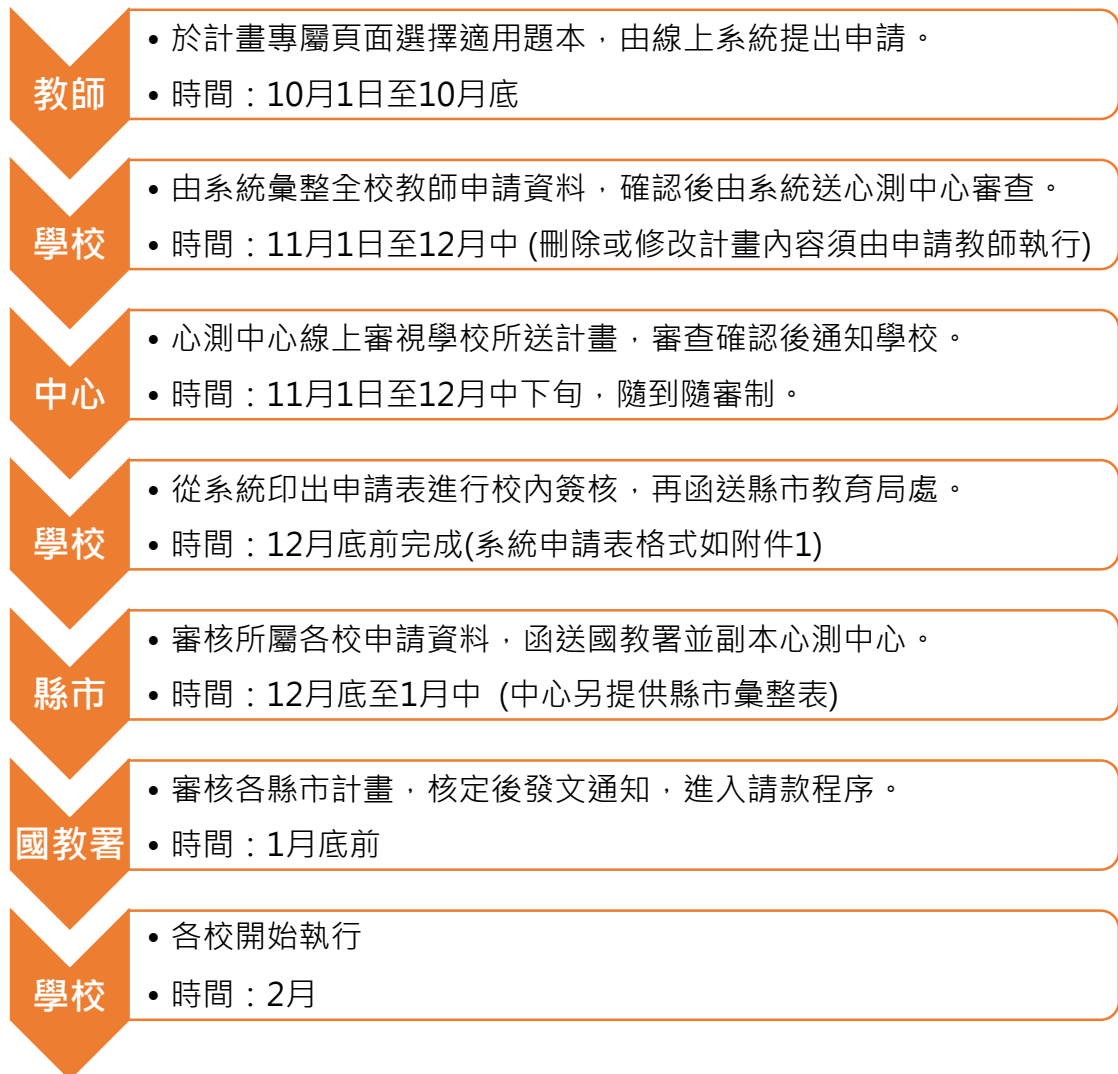 教師
• 於計畫專屬頁面選擇適用題本，由線上系統提出申請。
• 時間：10月1日至10月底
學校
• 由系統彙整全校教師申請資料，確認後由系統送心測中心審查。
• 時間：11月1日至12月中 (刪除或修改計畫內容須由申請教師執行)
中心
• 心測中心線上審視學校所送計畫，審查確認後通知學校。
• 時間：11月1日至12月中下旬，隨到隨審制。
學校
• 從系統印出申請表進行校內簽核，再函送縣市教育局處。
• 時間：12月底前完成(系統申請表格式如附件1)
縣市
• 審核所屬各校申請資料，函送國教署並副本心測中心。
• 時間：12月底至1月中 (中心另提供縣市彙整表)
國教署
• 審核各縣市計畫，核定後發文通知，進入請款程序。
• 時間：1月底前
學校
• 各校開始執行
• 時間：2月